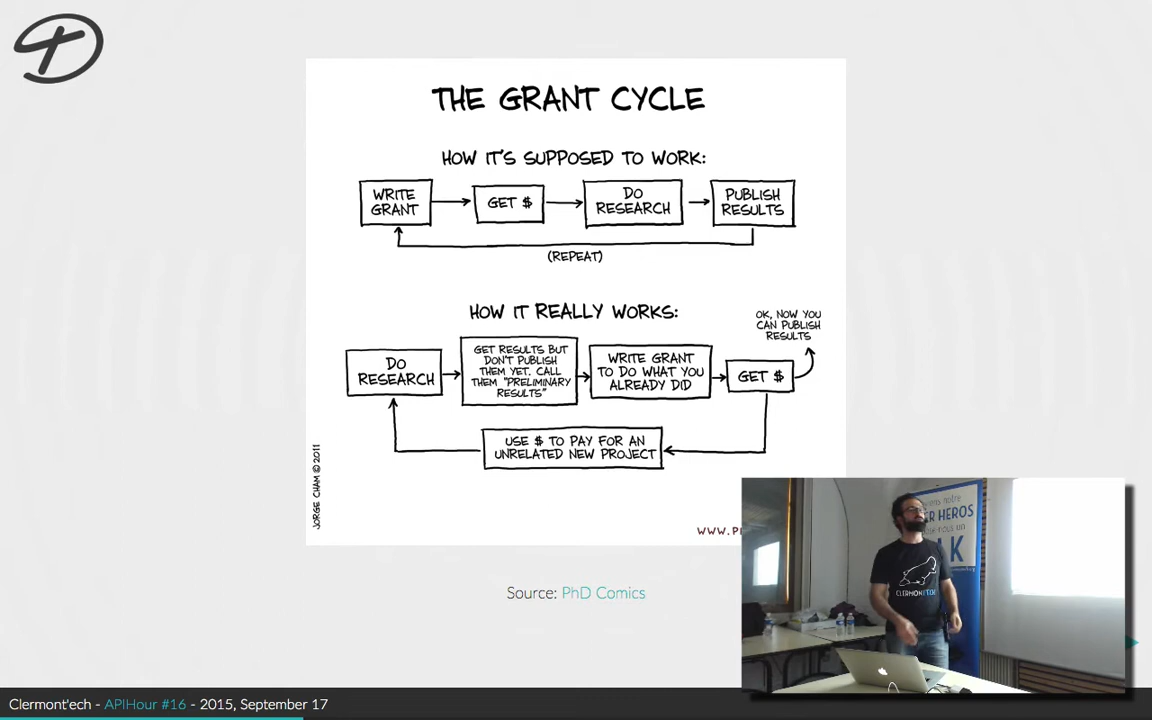 THE GRANT CYCLE
HOW IT'S SUPPOSED TO WORK:
WRITE
GRANT
GET $
DO
RESEARCH
PUBLISH
RESULTS
(REPEAT)
HOW IT REALLY WORKS:
OK, NOW YOU
CAN PUBLISH
RESULTS
DO
RESEARCH
GET RESULTS BUT
DON'T PUBLISH
THEM YET. CALL
THEM "PRELIMINARY
RESULTS"
WRITE GRANT
TO DO WHAT YOU
ALREADY DID
GET $
USE $ TO PAY FOR AN
UNRELATED NEW PROJECT
JORGE CHAM © 2011
Source: PhD Comics
HEROS
CLERMON'TECH
Clermont'ech - APIHour #16 - 2015, September 17